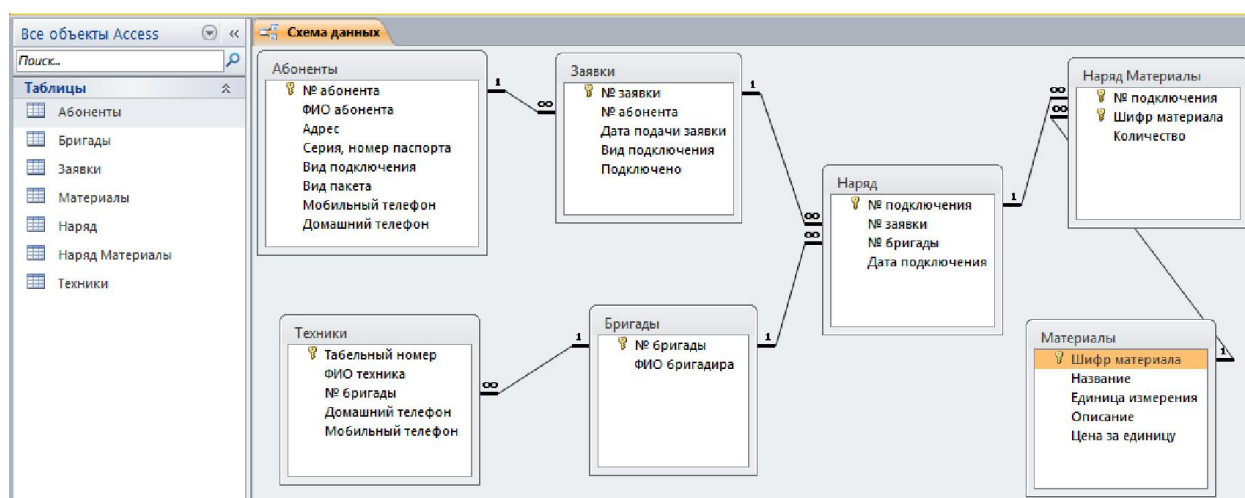 Все объекты Access
Поиск...
Таблицы
Абоненты
Бригады
Заявки
Материалы
Наряд
Наряд Материалы
Техники
Схема данных
Абоненты
№ абонента
ФИО абонента
Адрес
Серия, номер паспорта
Вид подключения
Вид пакета
Мобильный телефон
Домашний телефон
1
∞
Заявки
№ заявки
№ абонента
Дата подачи заявки
Вид подключения
Подключено
1
∞
Наряд
№ подключения
№ заявки
№ бригады
Дата подключения
∞
1
∞
∞
Наряд Материалы
№ подключения
Шифр материала
Количество
Техники
Табельный номер
ФИО техника
№ бригады
Домашний телефон
Мобильный телефон
∞
1
Бригады
№ бригады
ФИО бригадира
1
Материалы
Шифр материала
Название
Единица измерения
Описание
Цена за единицу
1